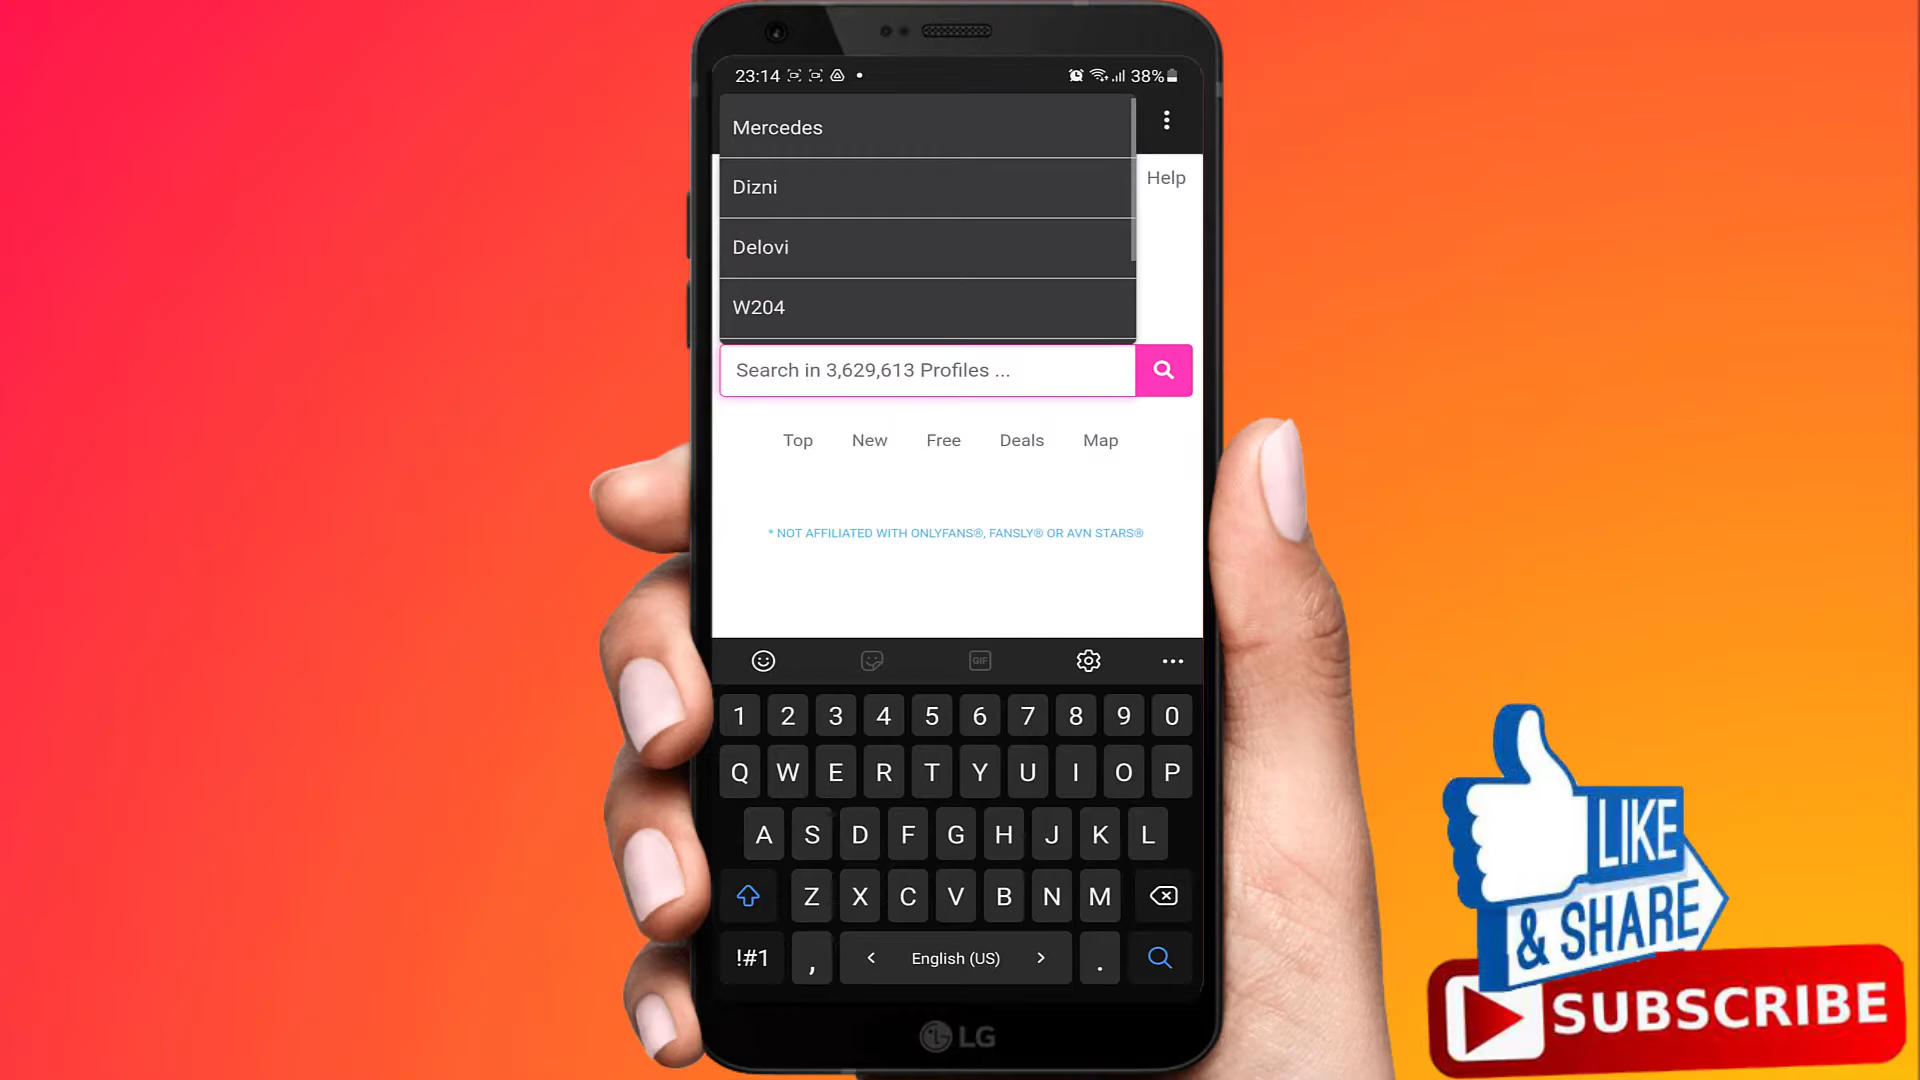 23:14 38%
Mercedes
Help
Dizni
Delovi
W204
Search in 3,629,613 Profiles ...
Top New Free Deals Map
* NOT AFFILIATED WITH ONLYFANS®, FANSLY® OR AVN STARS®
GIF
1 2 3 4 5 6 7 8 9 0
Q W E R T Y U I O P
A S D F G H J K L
Z X C V B N M
!#1 , < English (US) > .
LG
LIKE
& SHARE
SUBSCRIBE